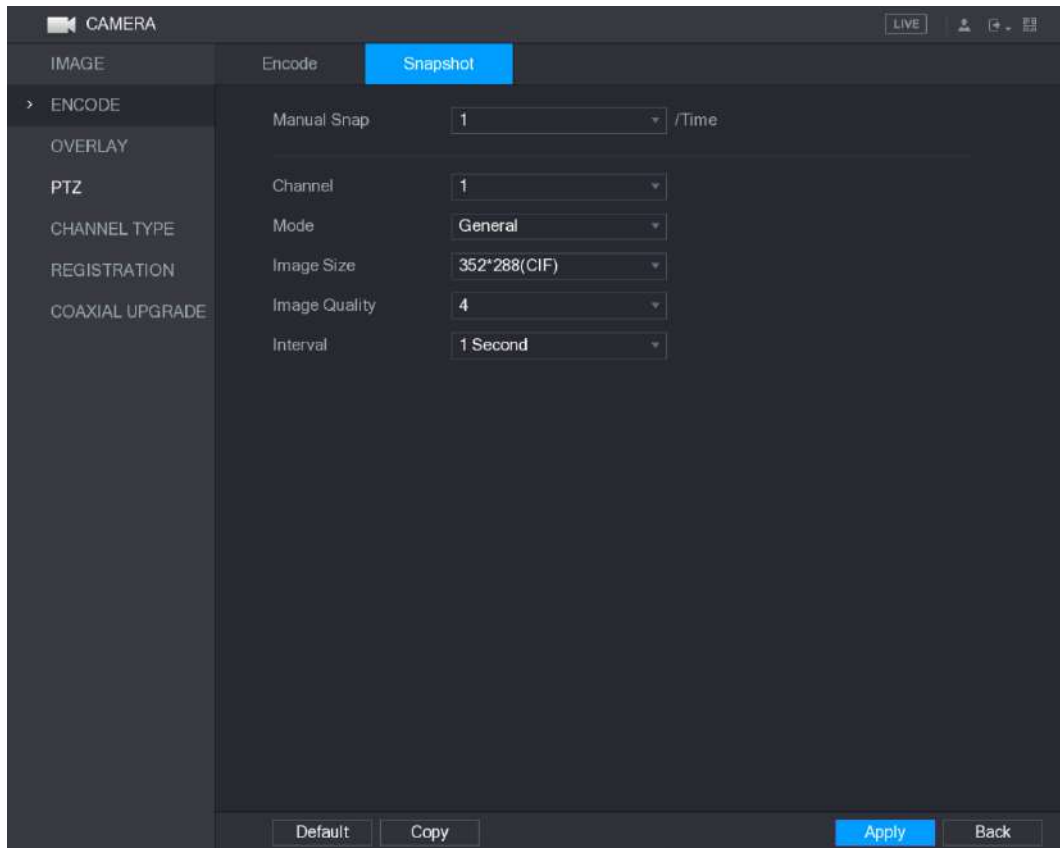 CAMERA
LIVE
IMAGE
Encode
Snapshot
> ENCODE
Manual Snap 1 /Time
OVERLAY
PTZ
Channel 1
CHANNEL TYPE
Mode General
REGISTRATION
Image Size 352*288(CIF)
COAXIAL UPGRADE
Image Quality 4
Interval 1 Second
Default
Copy
Apply
Back